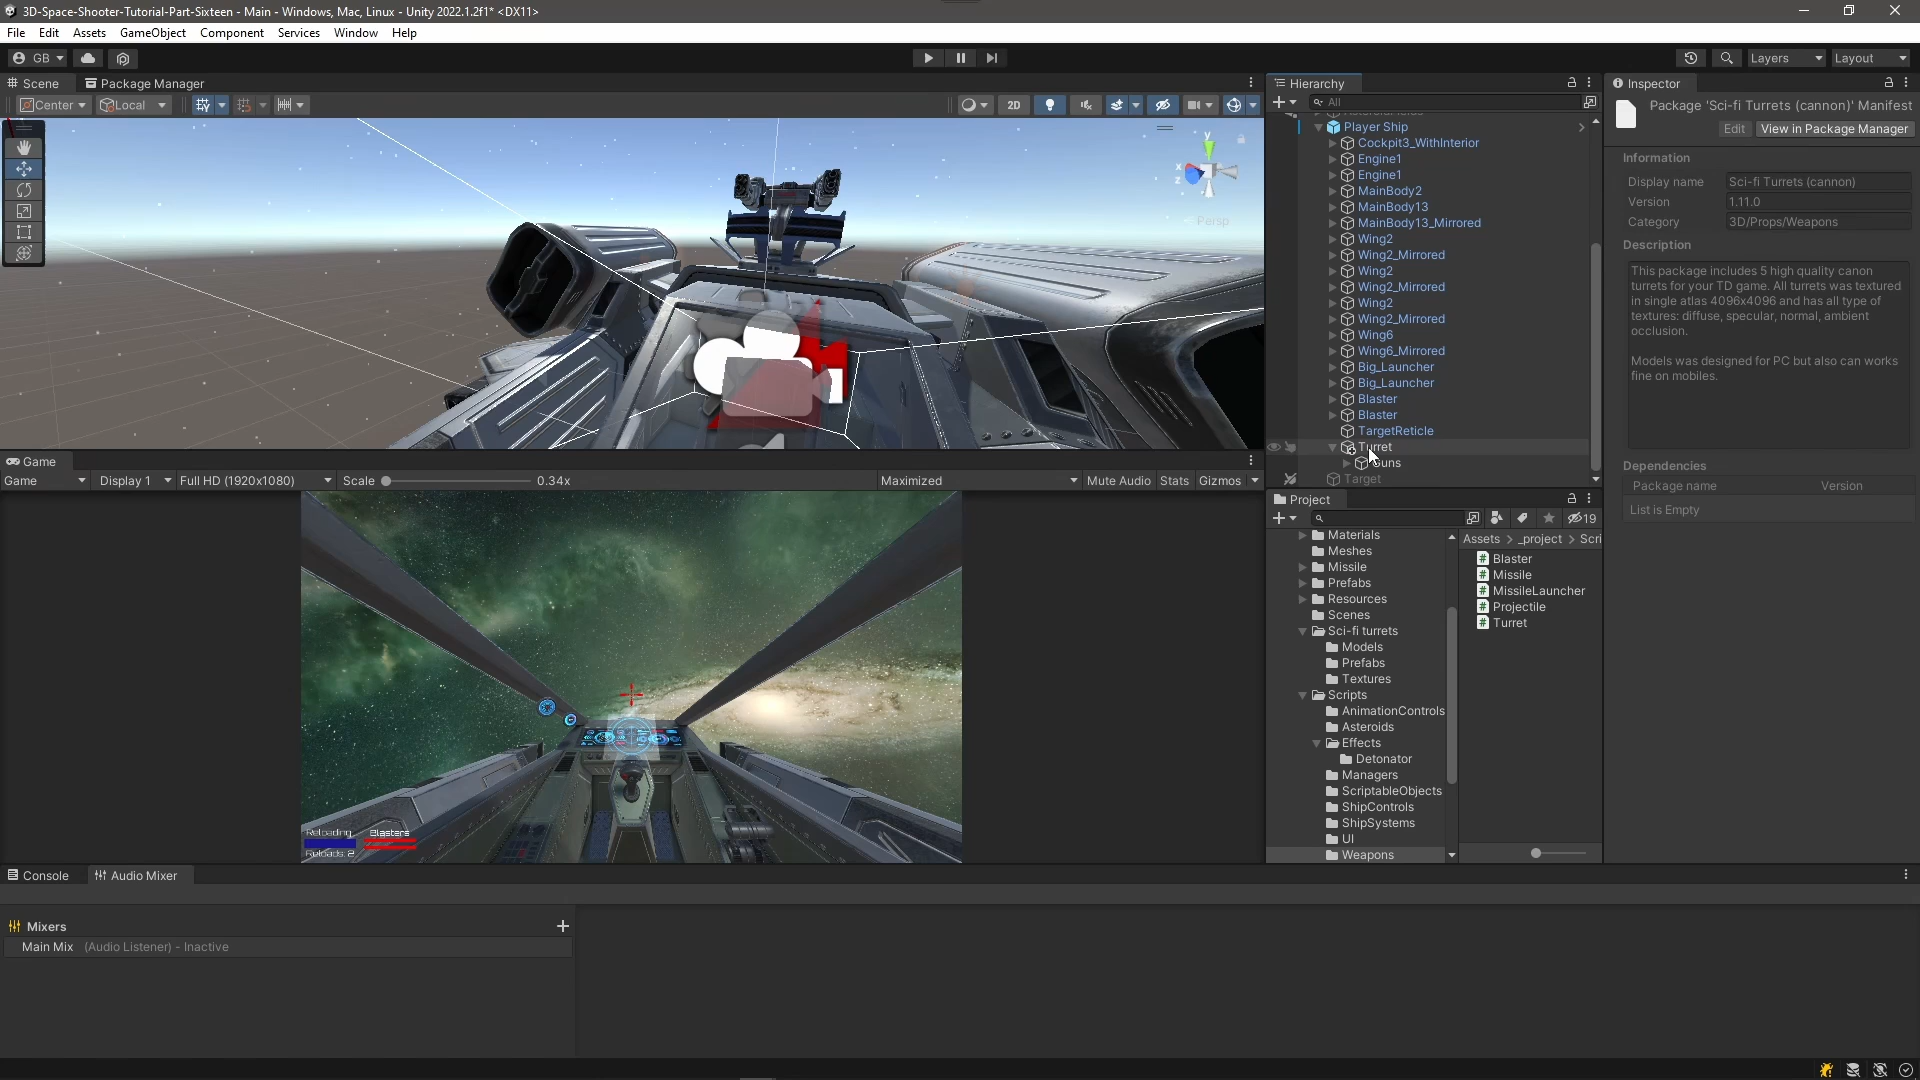 3D-Space-Shooter-Tutorial-Part-Sixteen - Main - Windows, Mac, Linux - Unity 2022.1.2f1* <DX11>
File Edit Assets GameObject Component Services Window Help
GB Layers Layout
Scene Package Manager
Center Local 2D
y
z
Persp
Game
Game Display 1 Full HD (1920x1080) Scale 0.34x Maximized Mute Audio Stats Gizmos
Reloading Blasters
Reloads: 2
Hierarchy
All
Player Ship
Cockpit3_WithInterior
Engine1
Engine1
MainBody2
MainBody13
MainBody13_Mirrored
Wing2
Wing2_Mirrored
Wing2
Wing2_Mirrored
Wing2
Wing2_Mirrored
Wing6
Wing6_Mirrored
Big_Launcher
Big_Launcher
Blaster
Blaster
TargetReticle
Turret
Guns
Target
Project
19
Materials
Meshes
Missile
Prefabs
Resources
Scenes
Sci-fi turrets
Models
Prefabs
Textures
Scripts
AnimationControls
Asteroids
Effects
Detonator
Managers
ScriptableObjects
ShipControls
ShipSystems
UI
Weapons
Assets > _project > Scri
Blaster
Missile
MissileLauncher
Projectile
Turret
Inspector
Package 'Sci-fi Turrets (cannon)' Manifest
Edit View in Package Manager
Information
Display name Sci-fi Turrets (cannon)
Version 1.11.0
Category 3D/Props/Weapons
Description
This package includes 5 high quality canon
turrets for your TD game. All turrets was textured
in single atlas 4096x4096 and has all type of
textures: diffuse, specular, normal, ambient
occlusion.
Models was designed for PC but also can works
fine on mobiles.
Dependencies
Package name Version
List is Empty
Console Audio Mixer
Mixers
Main Mix (Audio Listener) - Inactive